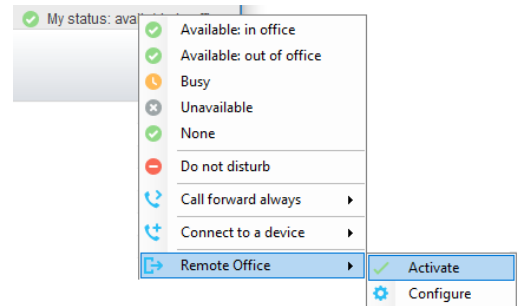 My status: ava
Available: in office
Available: out of office
Busy
Unavailable
None
Do not disturb
Call forward always
Connect to a device
Remote Office
Activate
Configure